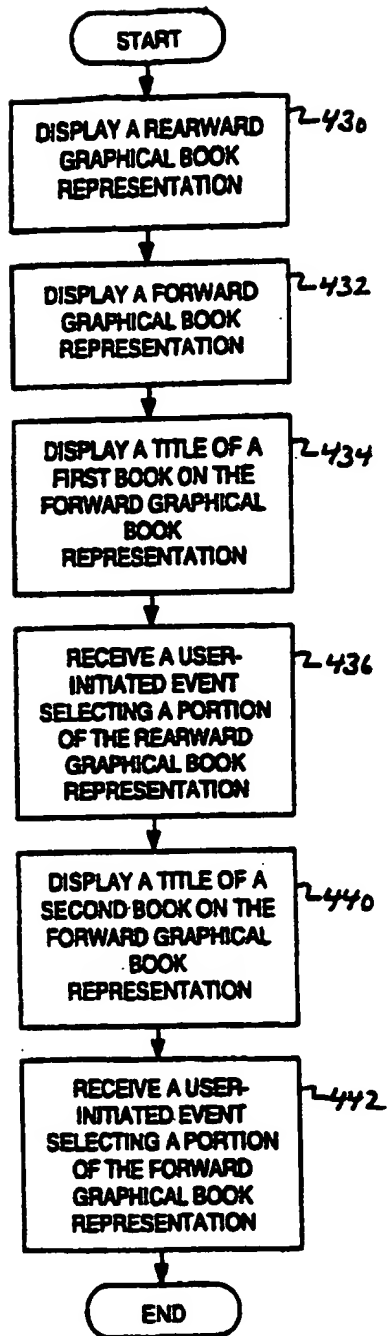 START
DISPLAY A REARWARD
GRAPHICAL BOOK
REPRESENTATION
430
DISPLAY A FORWARD
GRAPHICAL BOOK
REPRESENTATION
432
DISPLAY A TITLE OF A
FIRST BOOK ON THE
FORWARD GRAPHICAL
BOOK
REPRESENTATION
434
RECEIVE A USER-
INITIATED EVENT
SELECTING A PORTION
OF THE REARWARD
GRAPHICAL BOOK
REPRESENTATION
436
DISPLAY A TITLE OF A
SECOND BOOK ON THE
FORWARD GRAPHICAL
BOOK
REPRESENTATION
440
RECEIVE A USER-
INITIATED EVENT
SELECTING A PORTION
OF THE FORWARD
GRAPHICAL BOOK
REPRESENTATION
442
END